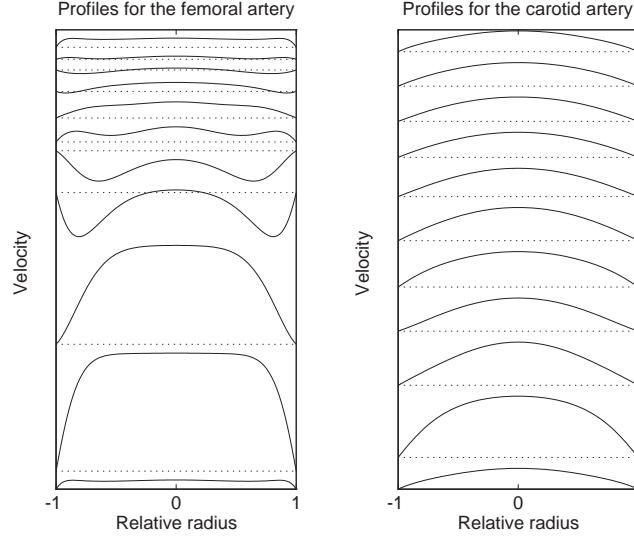 Profiles for the femoral artery
Velocity
-1 0 1
Relative radius
Profiles for the carotid artery
Velocity
-1 0
Relative radius